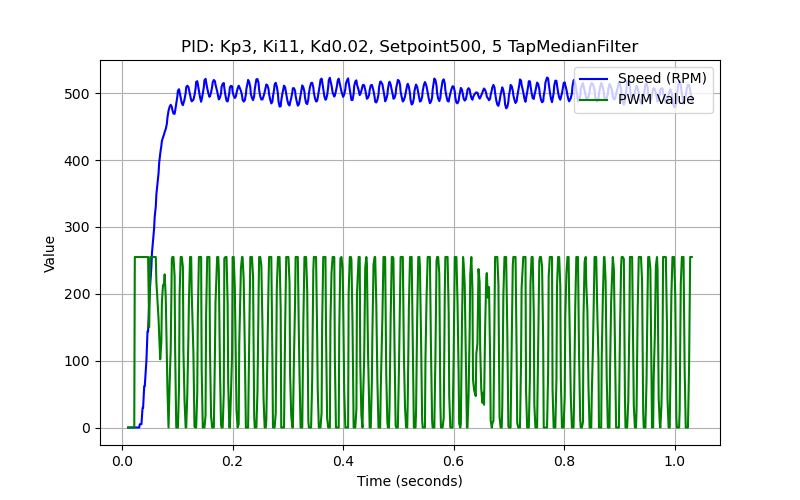 PID: Kp3, Ki11, Kd0.02, Setpoint500, 5 TapMedianFilter
Speed (RPM)
PWM Value
Value
500
400
300
200
100
0
0.0 0.2 0.4 0.6 0.8 1.0
Time (seconds)